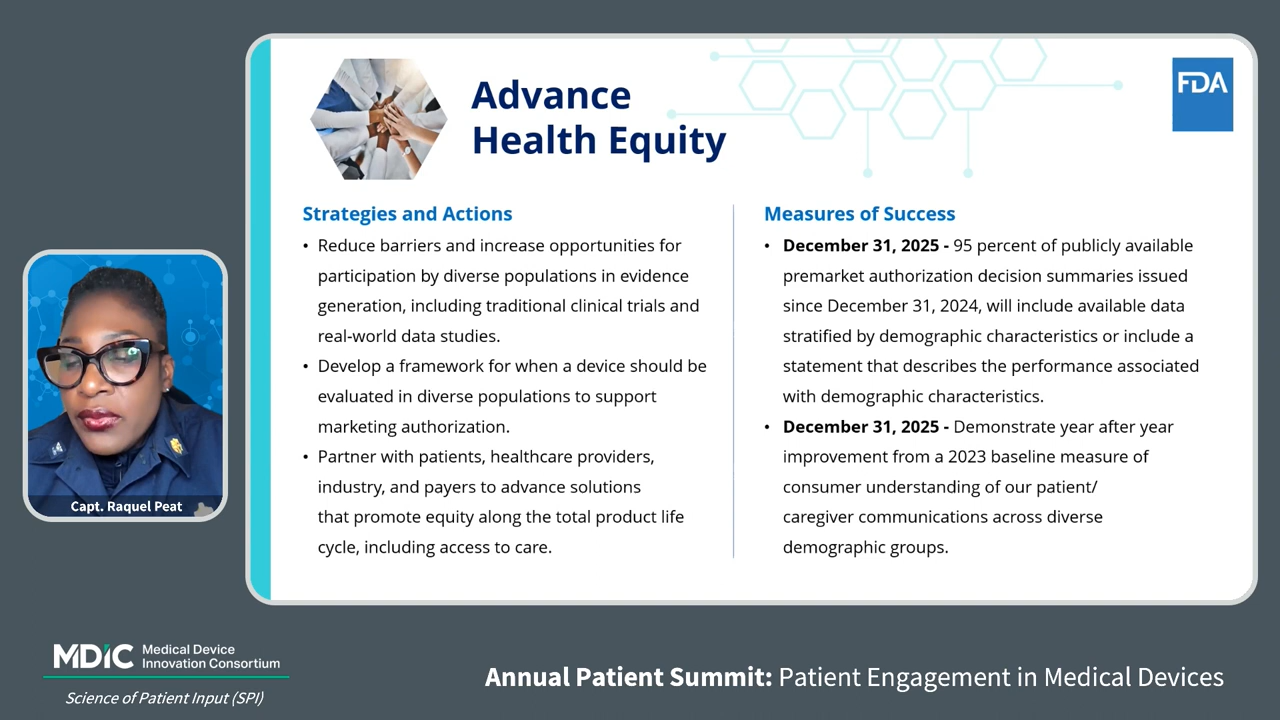 Advance
Health Equity
FDA
Strategies and Actions
• Reduce barriers and increase opportunities for
participation by diverse populations in evidence
generation, including traditional clinical trials and
real-world data studies.
• Develop a framework for when a device should be
evaluated in diverse populations to support
marketing authorization.
• Partner with patients, healthcare providers,
industry, and payers to advance solutions
that promote equity along the total product life
cycle, including access to care.
Measures of Success
• December 31, 2025 - 95 percent of publicly available
premarket authorization decision summaries issued
since December 31, 2024, will include available data
stratified by demographic characteristics or include a
statement that describes the performance associated
with demographic characteristics.
• December 31, 2025 - Demonstrate year after year
improvement from a 2023 baseline measure of
consumer understanding of our patient/
caregiver communications across diverse
demographic groups.
Capt. Raquel Peat
MDIC Medical Device
Innovation Consortium
Science of Patient Input (SPI)
Annual Patient Summit: Patient Engagement in Medical Devices